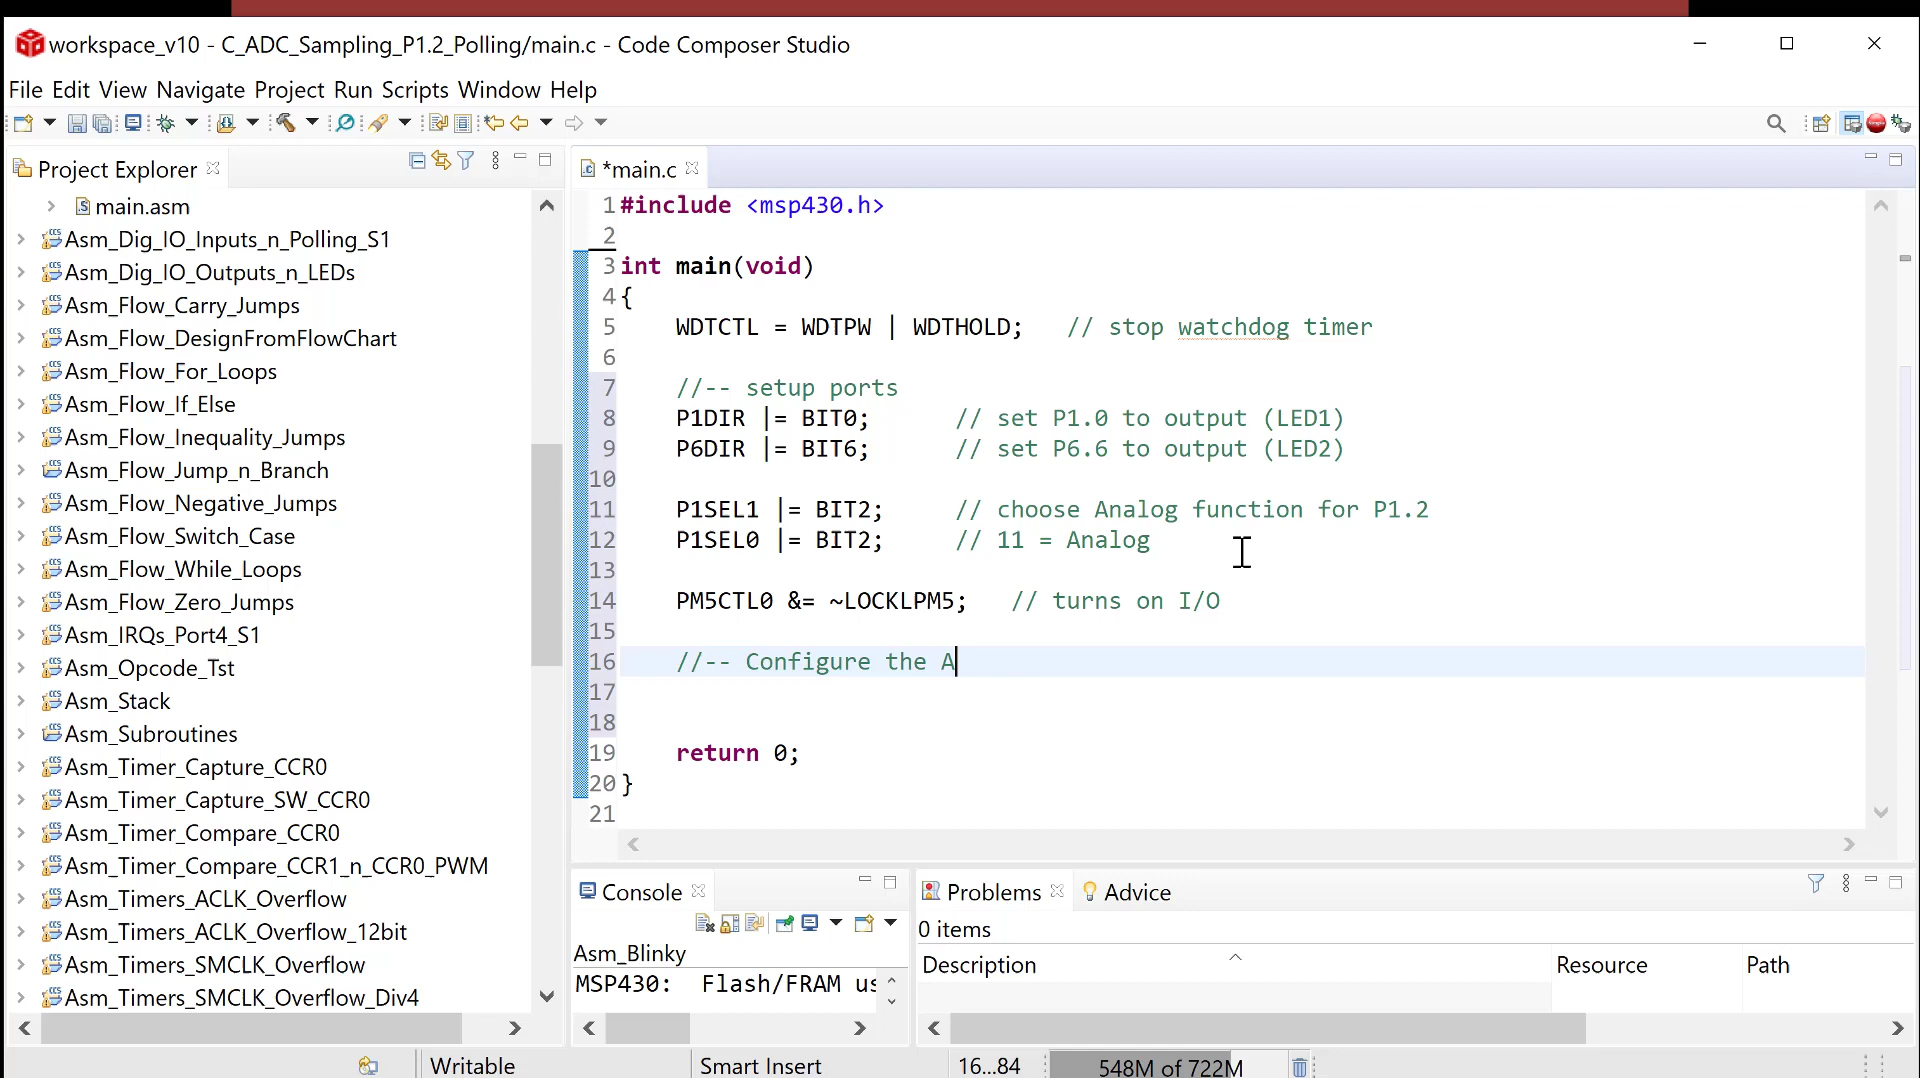 workspace_v10 - C_ADC_Sampling_P1.2_Polling/main.c - Code Composer Studio
File Edit View Navigate Project Run Scripts Window Help
Project Explorer
main.asm
Asm_Dig_IO_Inputs_n_Polling_S1
Asm_Dig_IO_Outputs_n_LEDs
Asm_Flow_Carry_Jumps
Asm_Flow_DesignFromFlowChart
Asm_Flow_For_Loops
Asm_Flow_If_Else
Asm_Flow_Inequality_Jumps
Asm_Flow_Jump_n_Branch
Asm_Flow_Negative_Jumps
Asm_Flow_Switch_Case
Asm_Flow_While_Loops
Asm_Flow_Zero_Jumps
Asm_IRQs_Port4_S1
Asm_Opcode_Tst
Asm_Stack
Asm_Subroutines
Asm_Timer_Capture_CCR0
Asm_Timer_Capture_SW_CCR0
Asm_Timer_Compare_CCR0
Asm_Timer_Compare_CCR1_n_CCR0_PWM
Asm_Timers_ACLK_Overflow
Asm_Timers_ACLK_Overflow_12bit
Asm_Timers_SMCLK_Overflow
Asm_Timers_SMCLK_Overflow_Div4
*main.c
1 #include <msp430.h>
2
3 int main(void)
4 {
5 WDTCTL = WDTPW | WDTHOLD; // stop watchdog timer
6
7 //-- setup ports
8 P1DIR |= BIT0; // set P1.0 to output (LED1)
9 P6DIR |= BIT6; // set P6.6 to output (LED2)
10
11 P1SEL1 |= BIT2; // choose Analog function for P1.2
12 P1SEL0 |= BIT2; // 11 = Analog
13
14 PM5CTL0 &= ~LOCKLPM5; // turns on I/O
15
16 //-- Configure the A
17
18
19 return 0;
20 }
21
Console
Asm_Blinky
MSP430: Flash/FRAM us
Problems
Advice
0 items
Description Resource Path
Writable
Smart Insert
16...84
548M of 722M